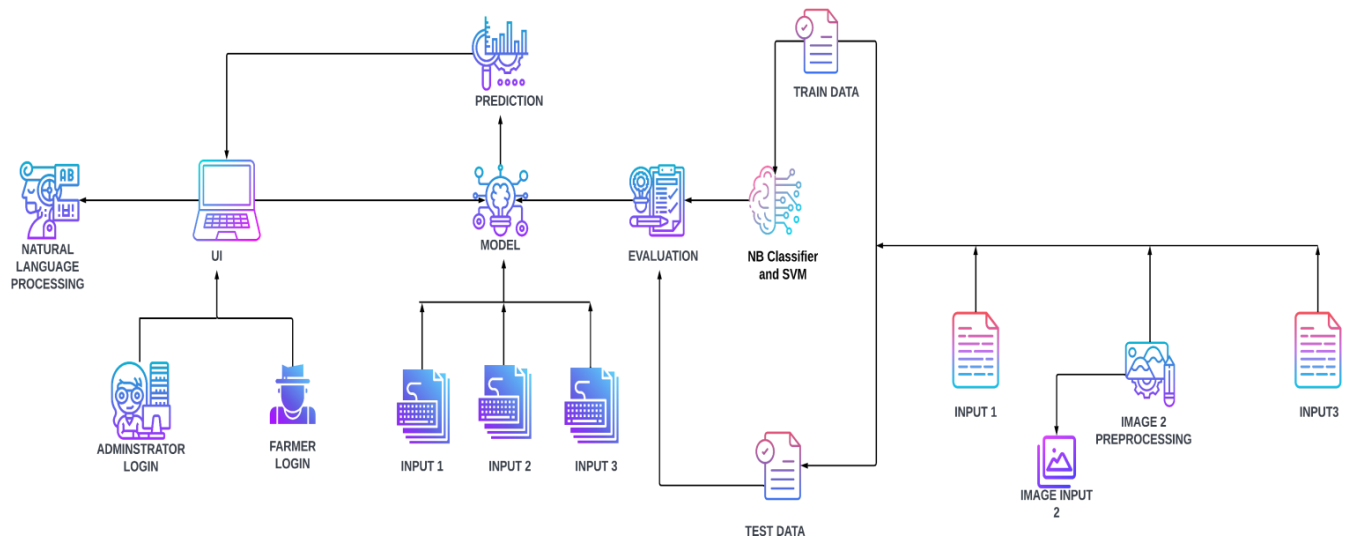 PREDICTION
TRAIN DATA
AB
NATURAL
LANGUAGE
PROCESSING
UI
MODEL
EVALUATION
NB Classifier
and SVM
ADMINSTRATOR
LOGIN
FARMER
LOGIN
INPUT 1
INPUT 2
INPUT 3
TEST DATA
INPUT 1
IMAGE 2
PREPROCESSING
INPUT3
IMAGE INPUT
2